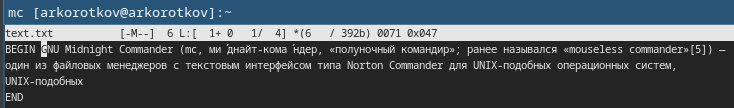 mc [arkorotkov@arkorotkov]:~
text.txt [-M--] 6 L:[ 1+ 0 1/ 4] *(6 / 392b) 0071 0x047
BEGIN GNU Midnight Commander (mc, ми́днайт-кома́ндер, «полуночный командир»; ранее назывался «mouseless commander»[5]) —
один из файловых менеджеров с текстовым интерфейсом типа Norton Commander для UNIX-подобных операционных систем,
UNIX-подобных
END